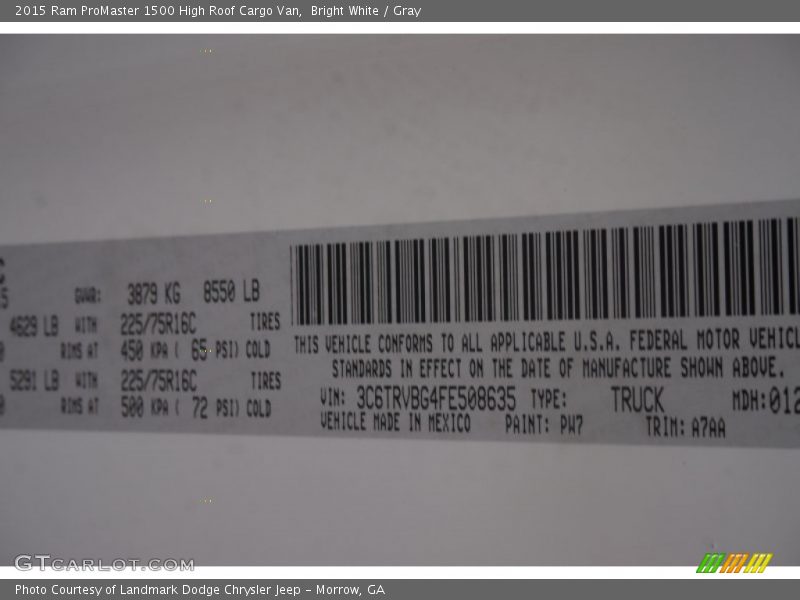 2015 Ram ProMaster 1500 High Roof Cargo Van, Bright White / Gray
GVWR: 3879 KG 8550 LB
4629 LB WITH 225/75R16C TIRES
RIMS AT 450 KPA ( 65 PSI) COLD
5291 LB WITH 225/75R16C TIRES
RIMS AT 500 KPA ( 72 PSI) COLD
THIS VEHICLE CONFORMS TO ALL APPLICABLE U.S.A. FEDERAL MOTOR VEHICL
STANDARDS IN EFFECT ON THE DATE OF MANUFACTURE SHOWN ABOVE.
VIN: 3C6TRVBG4FE508635 TYPE: TRUCK MDH:012
VEHICLE MADE IN MEXICO PAINT: PW7 TRIM: A7AA
GTCARLOT.COM
Photo Courtesy of Landmark Dodge Chrysler Jeep – Morrow, GA